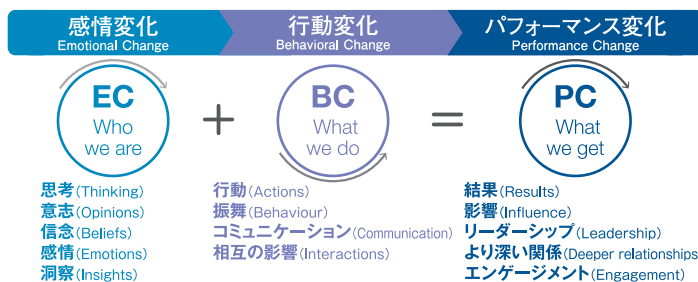 感情変化
Emotional Change
行動変化
Behavioral Change
パフォーマンス変化
Performance Change
EC
Who
we are
+
BC
What
we do
=
PC
What
we get
思考(Thinking)
意志(Opinions)
信念(Beliefs)
感情(Emotions)
洞察(Insights)
行動(Actions)
振舞(Behaviour)
コミュニケーション(Communication)
相互の影響(Interactions)
結果(Results)
影響(Influence)
リーダーシップ(Leadership)
より深い関係(Deeper relationships
エンゲージメント(Engagement)